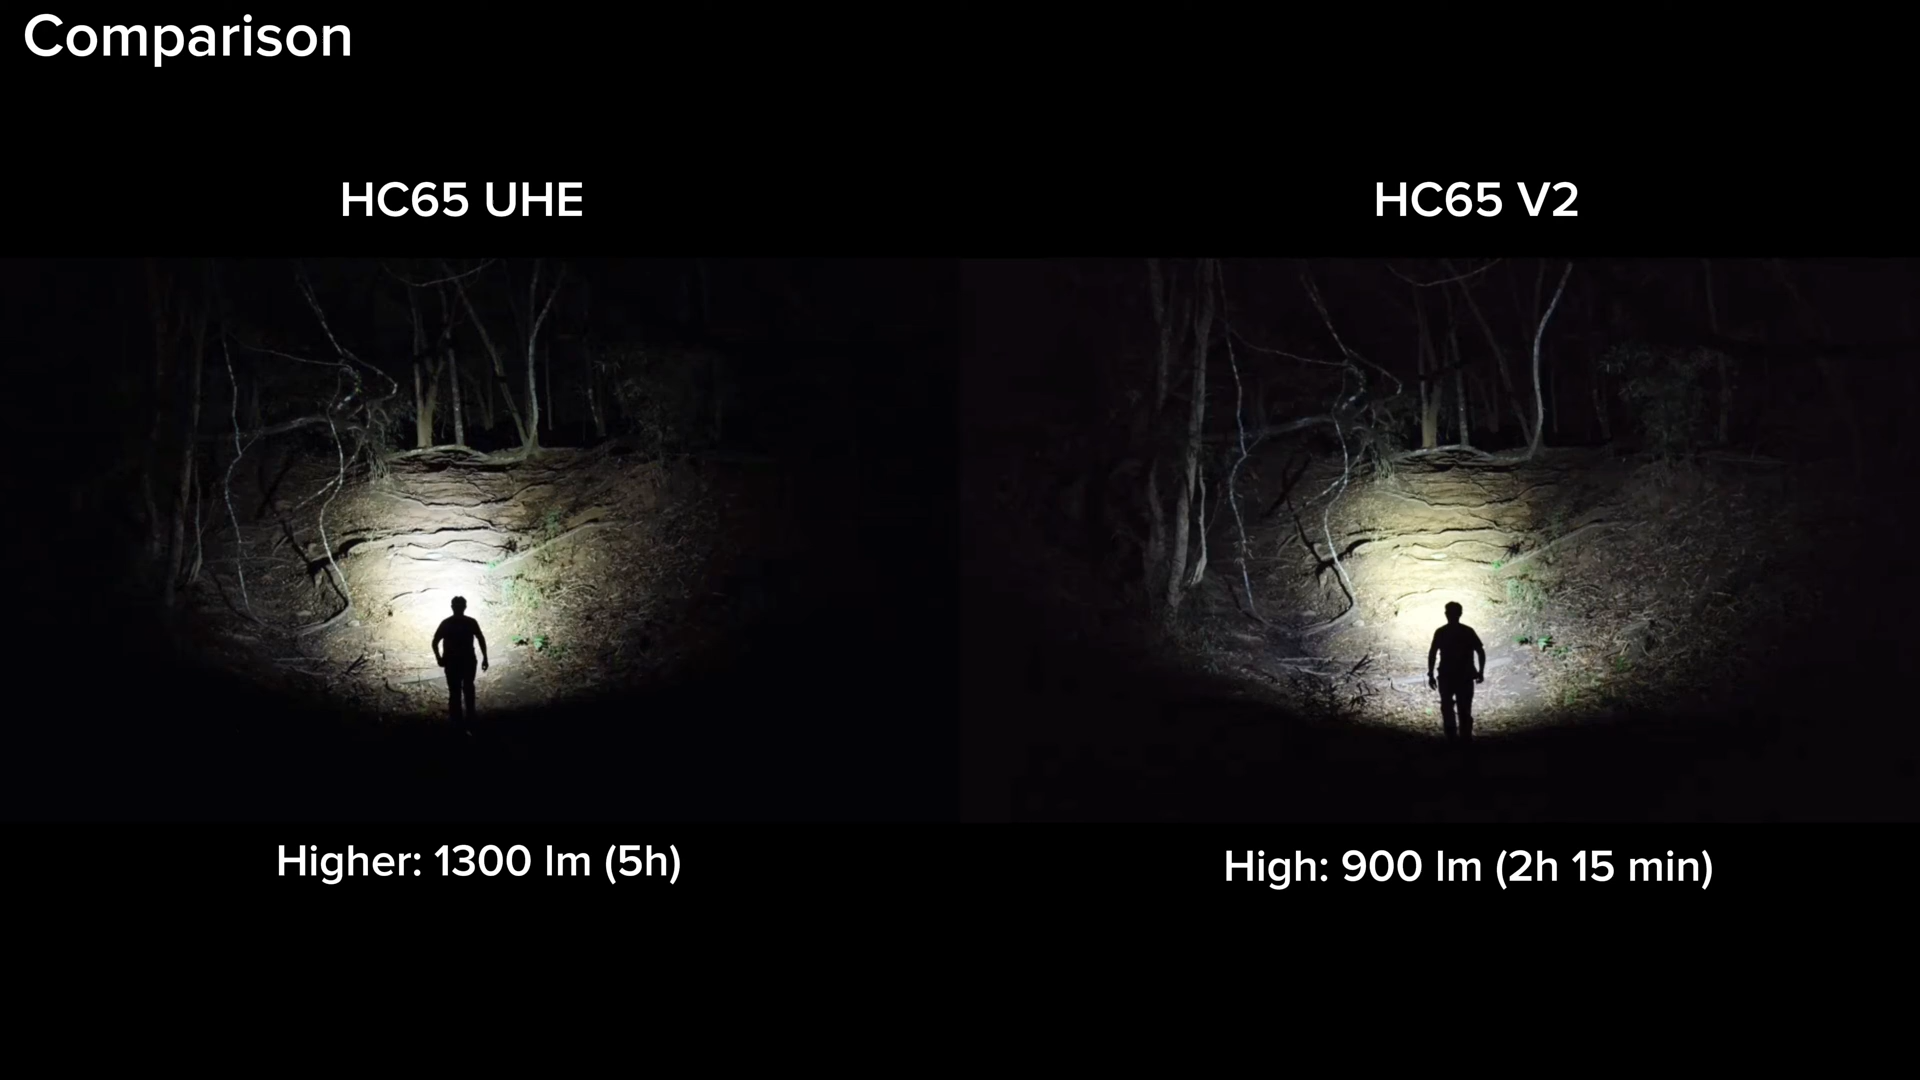 Comparison
HC65 UHE
HC65 V2
Higher: 1300 lm (5h)
High: 900 lm (2h 15 min)